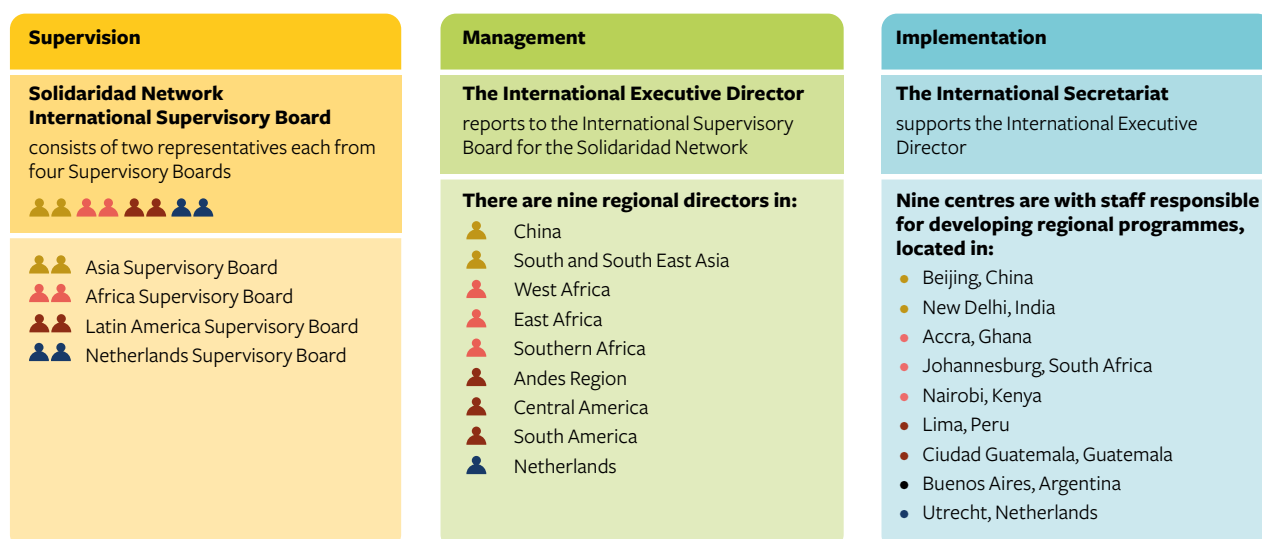 Supervision
Solidaridad Network
International Supervisory Board
consists of two representatives each from
four Supervisory Boards
Asia Supervisory Board
Africa Supervisory Board
Latin America Supervisory Board
Netherlands Supervisory Board
Management
The International Executive Director
reports to the International Supervisory
Board for the Solidaridad Network
There are nine regional directors in:
China
South and South East Asia
West Africa
East Africa
Southern Africa
Andes Region
Central America
South America
Netherlands
Implementation
The International Secretariat
supports the International Executive
Director
Nine centres are with staff responsible
for developing regional programmes,
located in:
Beijing, China
New Delhi, India
Accra, Ghana
Johannesburg, South Africa
Nairobi, Kenya
Lima, Peru
Ciudad Guatemala, Guatemala
Buenos Aires, Argentina
Utrecht, Netherlands